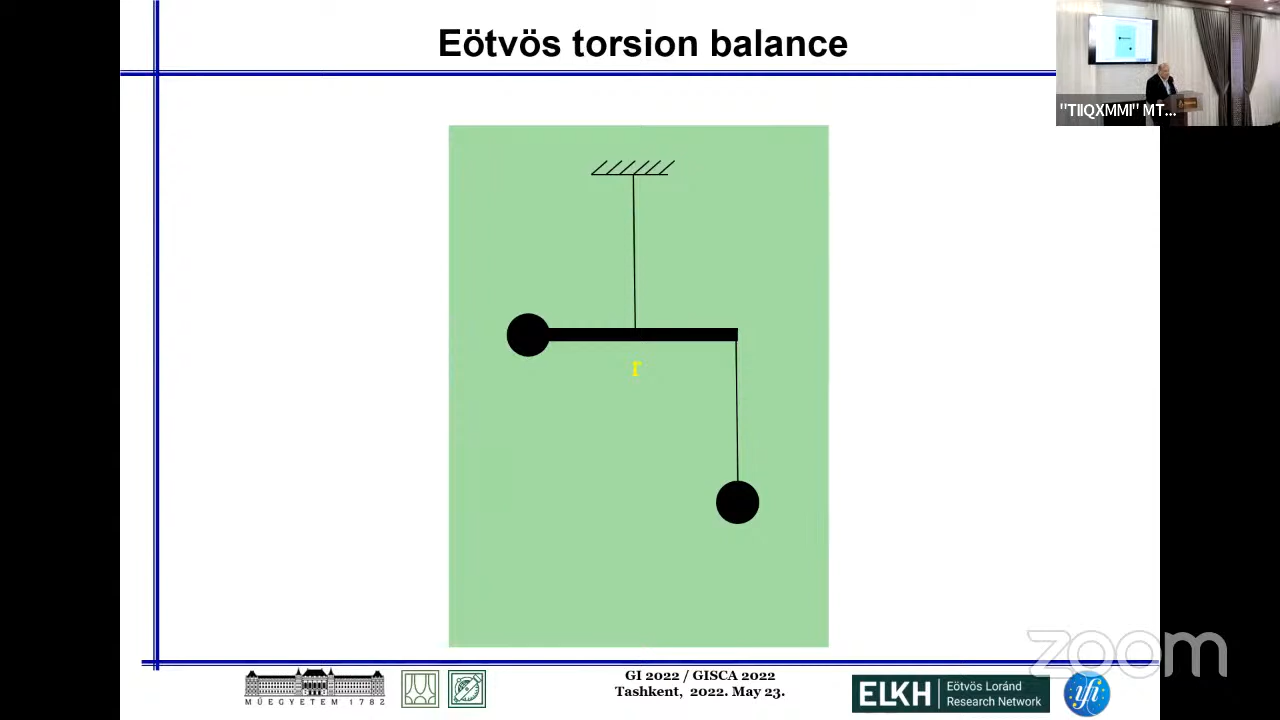 Eötvös torsion balance
"TIIQXMMI" MT...
r
GI 2022 / GISCA 2022
Tashkent, 2022. May 23.
MŰEGYETEM 1782
ELKH
Eötvös Loránd
Research Network
yfi
zoom